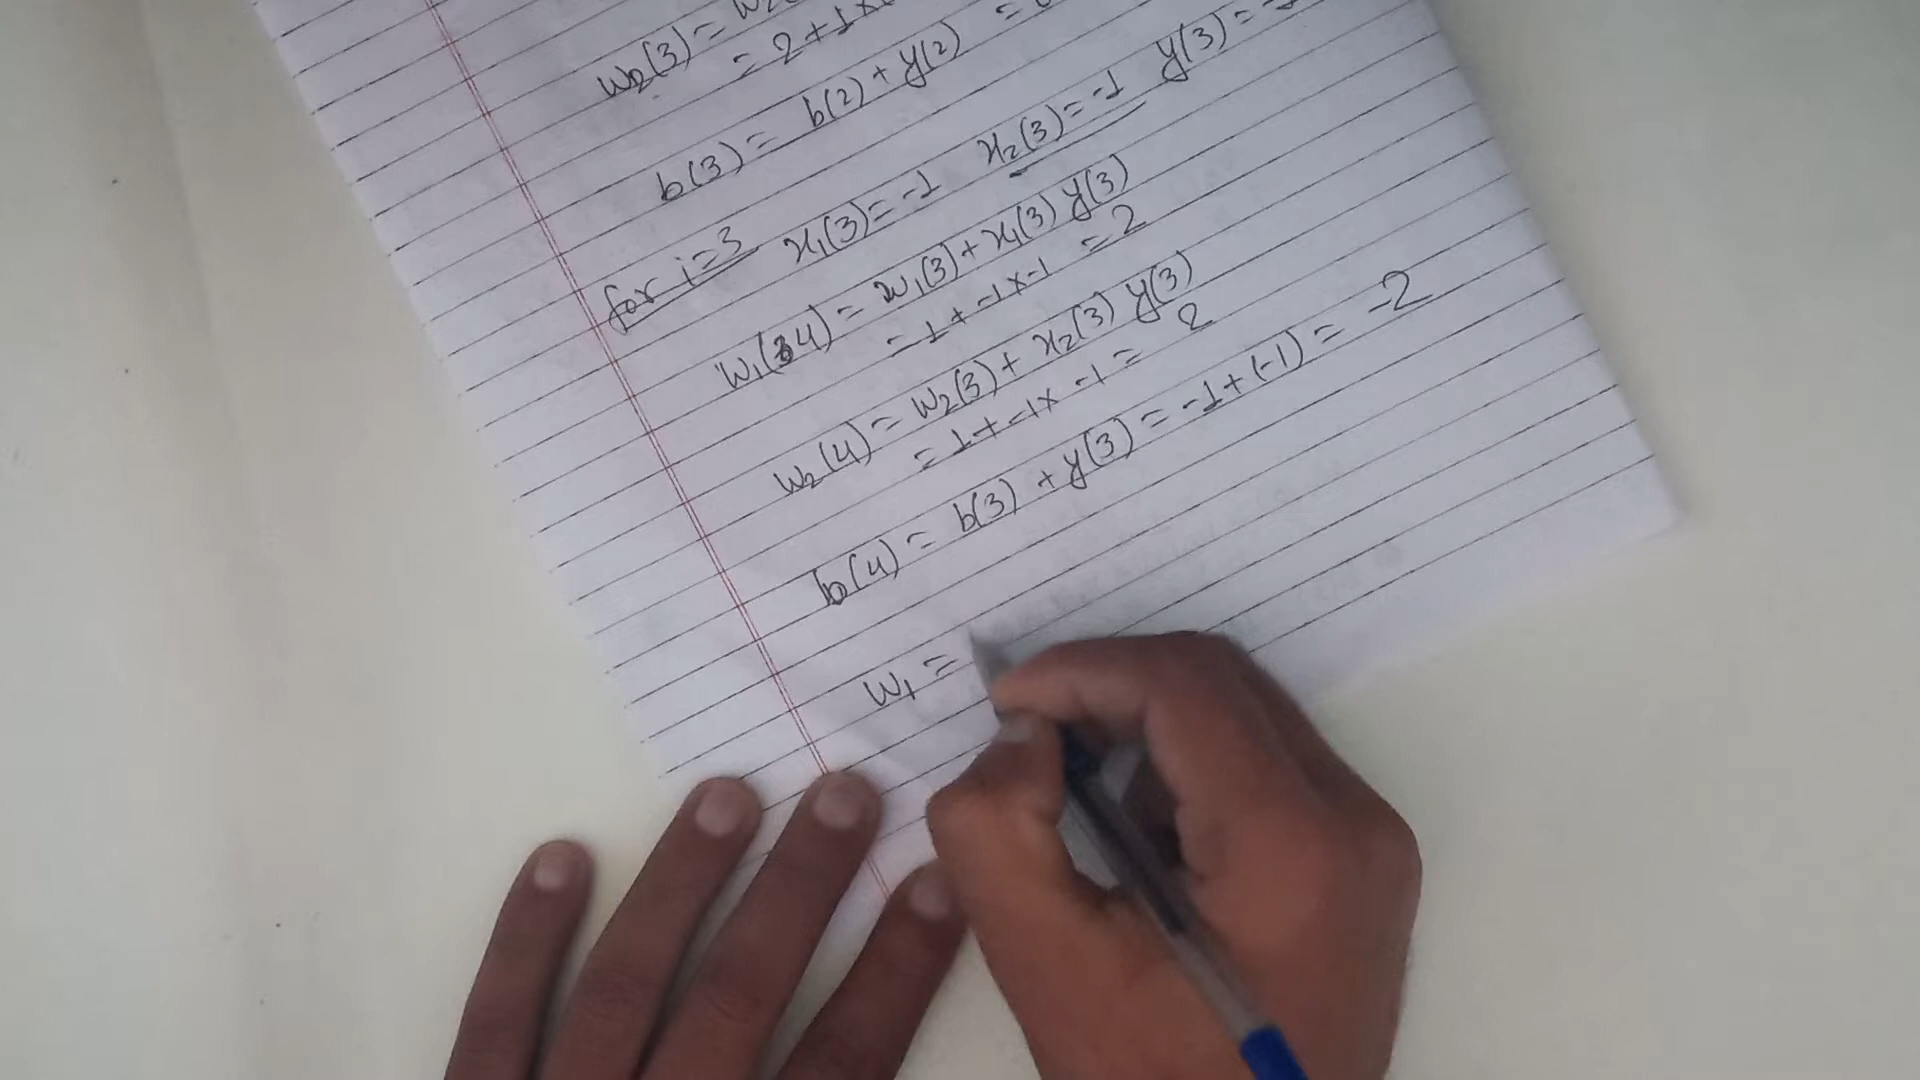 w2(3) = w2
= 2 + 1 ×
b(3) = b(2) + y(2) =
for i=3 x1(3) = -1 x2(3) = -1 y(3) =
w1(4) = w1(3) + x1(3) y(3)
= 1 + -1 × -1 = 2
w2(4) = w2(3) + x2(3) y(3)
= 1 + -1 × -1 = 2
b(4) = b(3) + y(3) = -1 + (-1) = -2
w1 =